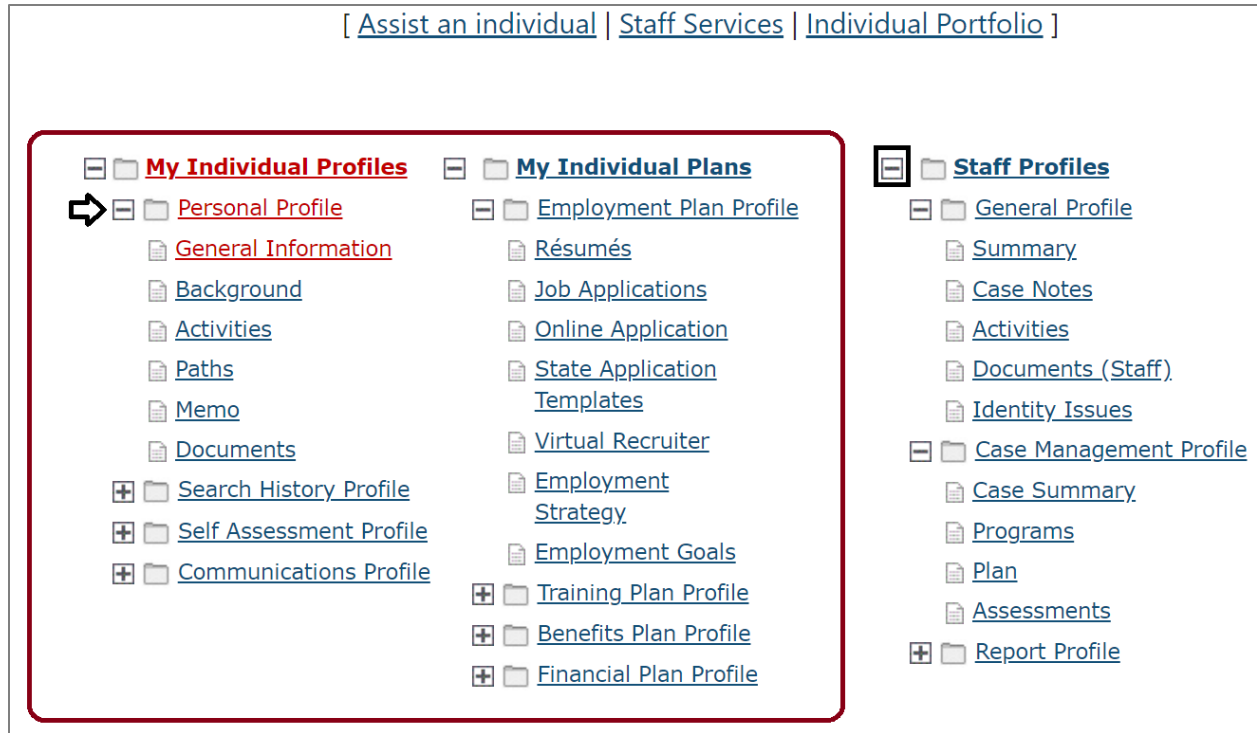 [ Assist an individual | Staff Services | Individual Portfolio ]
My Individual Profiles
Personal Profile
General Information
Background
Activities
Paths
Memo
Documents
Search History Profile
Self Assessment Profile
Communications Profile
My Individual Plans
Employment Plan Profile
Résumés
Job Applications
Online Application
State Application
Templates
Virtual Recruiter
Employment
Strategy
Employment Goals
Training Plan Profile
Benefits Plan Profile
Financial Plan Profile
Staff Profiles
General Profile
Summary
Case Notes
Activities
Documents (Staff)
Identity Issues
Case Management Profile
Case Summary
Programs
Plan
Assessments
Report Profile